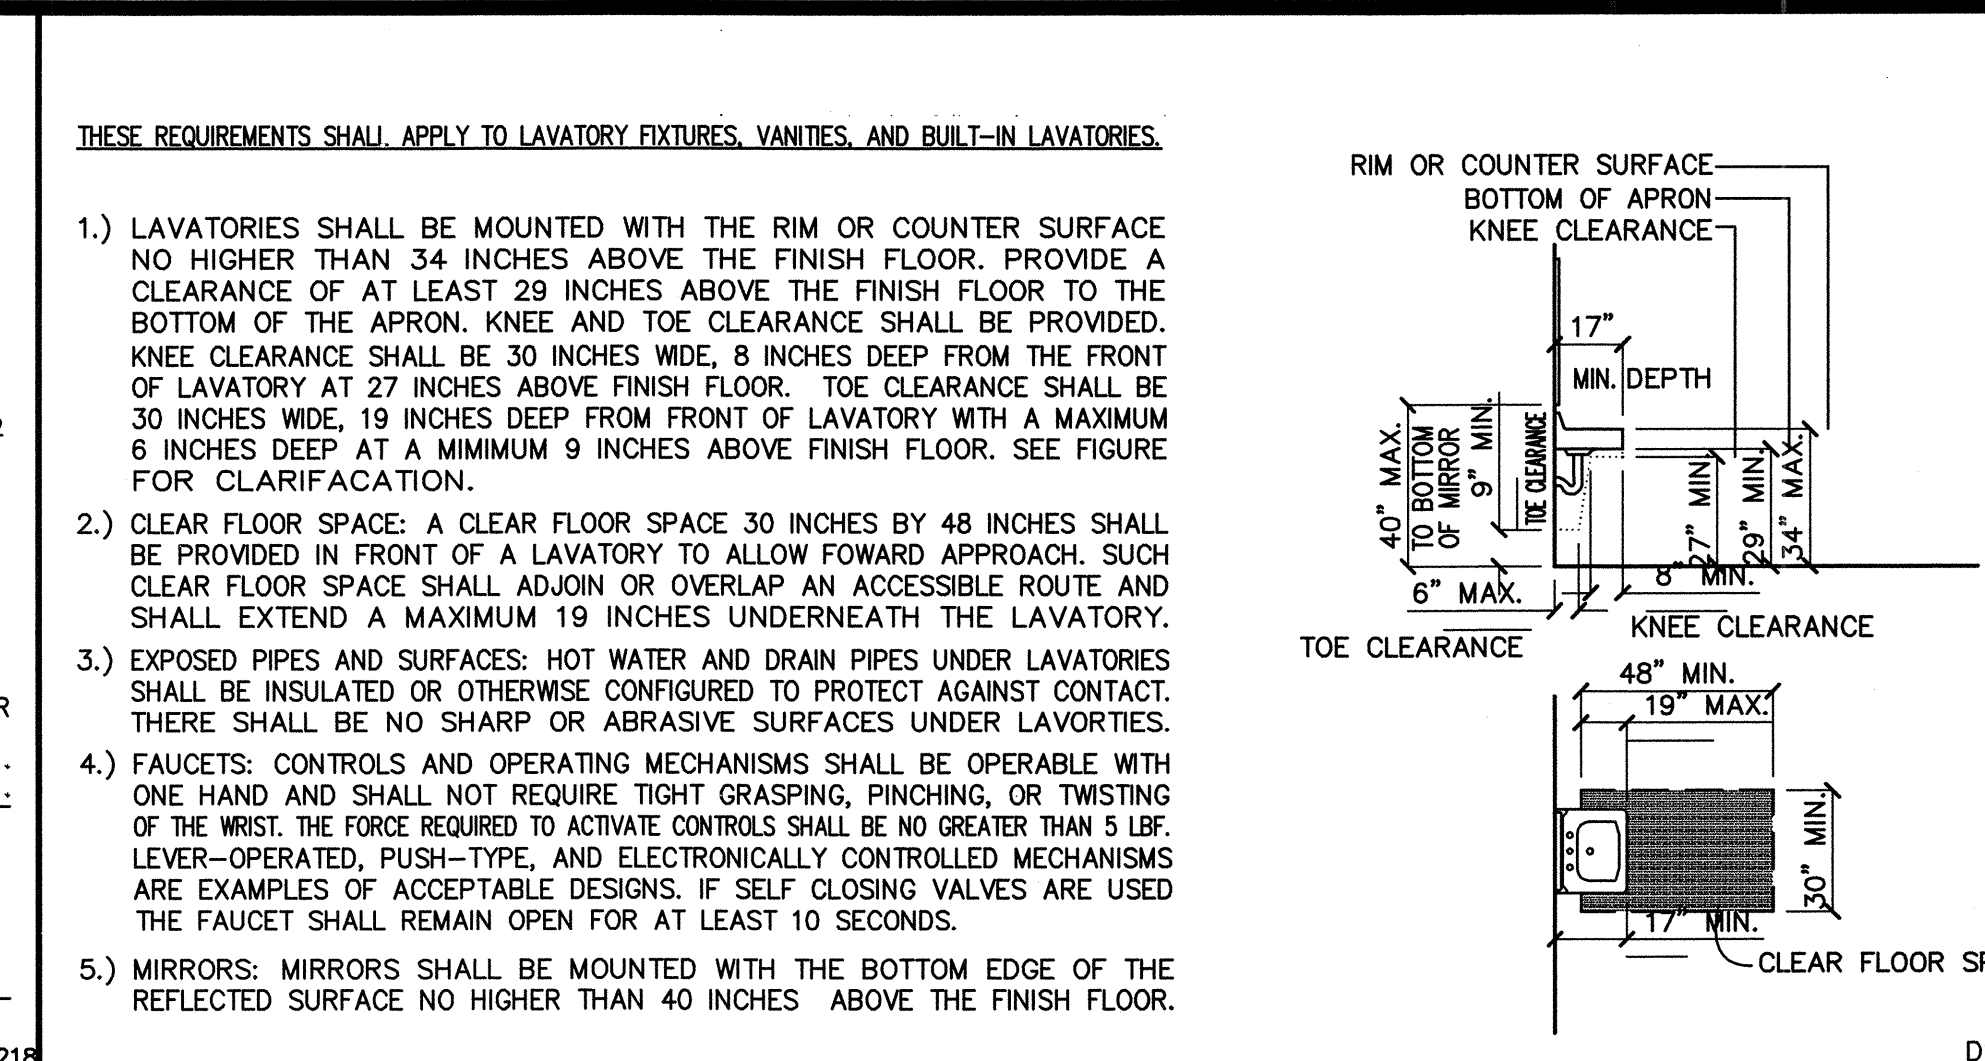 THESE REQUIREMENTS SHALL APPLY TO LAVATORY FIXTURES, VANITIES, AND BUILT-IN LAVATORIES.
1.) LAVATORIES SHALL BE MOUNTED WITH THE RIM OR COUNTER SURFACE
NO HIGHER THAN 34 INCHES ABOVE THE FINISH FLOOR. PROVIDE A
CLEARANCE OF AT LEAST 29 INCHES ABOVE THE FINISH FLOOR TO THE
BOTTOM OF THE APRON. KNEE AND TOE CLEARANCE SHALL BE PROVIDED.
KNEE CLEARANCE SHALL BE 30 INCHES WIDE, 8 INCHES DEEP FROM THE FRONT
OF LAVATORY AT 27 INCHES ABOVE FINISH FLOOR. TOE CLEARANCE SHALL BE
30 INCHES WIDE, 19 INCHES DEEP FROM FRONT OF LAVATORY WITH A MAXIMUM
6 INCHES DEEP AT A MIMIMUM 9 INCHES ABOVE FINISH FLOOR. SEE FIGURE
FOR CLARIFACATION.
2.) CLEAR FLOOR SPACE: A CLEAR FLOOR SPACE 30 INCHES BY 48 INCHES SHALL
BE PROVIDED IN FRONT OF A LAVATORY TO ALLOW FOWARD APPROACH. SUCH
CLEAR FLOOR SPACE SHALL ADJOIN OR OVERLAP AN ACCESSIBLE ROUTE AND
SHALL EXTEND A MAXIMUM 19 INCHES UNDERNEATH THE LAVATORY.
3.) EXPOSED PIPES AND SURFACES: HOT WATER AND DRAIN PIPES UNDER LAVATORIES
SHALL BE INSULATED OR OTHERWISE CONFIGURED TO PROTECT AGAINST CONTACT.
THERE SHALL BE NO SHARP OR ABRASIVE SURFACES UNDER LAVORTIES.
4.) FAUCETS: CONTROLS AND OPERATING MECHANISMS SHALL BE OPERABLE WITH
ONE HAND AND SHALL NOT REQUIRE TIGHT GRASPING, PINCHING, OR TWISTING
OF THE WRIST. THE FORCE REQUIRED TO ACTIVATE CONTROLS SHALL BE NO GREATER THAN 5 LBF.
LEVER-OPERATED, PUSH-TYPE, AND ELECTRONICALLY CONTROLLED MECHANISMS
ARE EXAMPLES OF ACCEPTABLE DESIGNS. IF SELF CLOSING VALVES ARE USED
THE FAUCET SHALL REMAIN OPEN FOR AT LEAST 10 SECONDS.
5.) MIRRORS: MIRRORS SHALL BE MOUNTED WITH THE BOTTOM EDGE OF THE
REFLECTED SURFACE NO HIGHER THAN 40 INCHES ABOVE THE FINISH FLOOR.
RIM OR COUNTER SURFACE
BOTTOM OF APRON
KNEE CLEARANCE
17"
MIN. DEPTH
40" MAX.
TO BOTTOM
OF MIRROR
9" MIN.
TOE CLEARANCE
27" MIN.
29" MIN.
34" MAX.
8" MIN.
6" MAX.
KNEE CLEARANCE
TOE CLEARANCE
48" MIN.
19" MAX.
30" MIN.
17" MIN.
CLEAR FLOOR SP
R
218
D